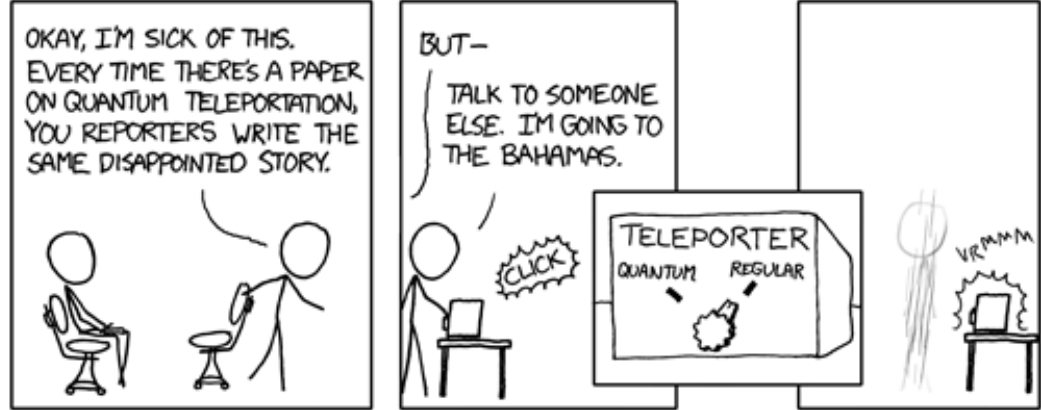 OKAY, I'M SICK OF THIS.
EVERY TIME THERE'S A PAPER
ON QUANTUM TELEPORTATION,
YOU REPORTERS WRITE THE
SAME DISAPPOINTED STORY.
BUT—
TALK TO SOMEONE
ELSE. I'M GOING TO
THE BAHAMAS.
CLICK
TELEPORTER
QUANTUM REGULAR
VRMMMM